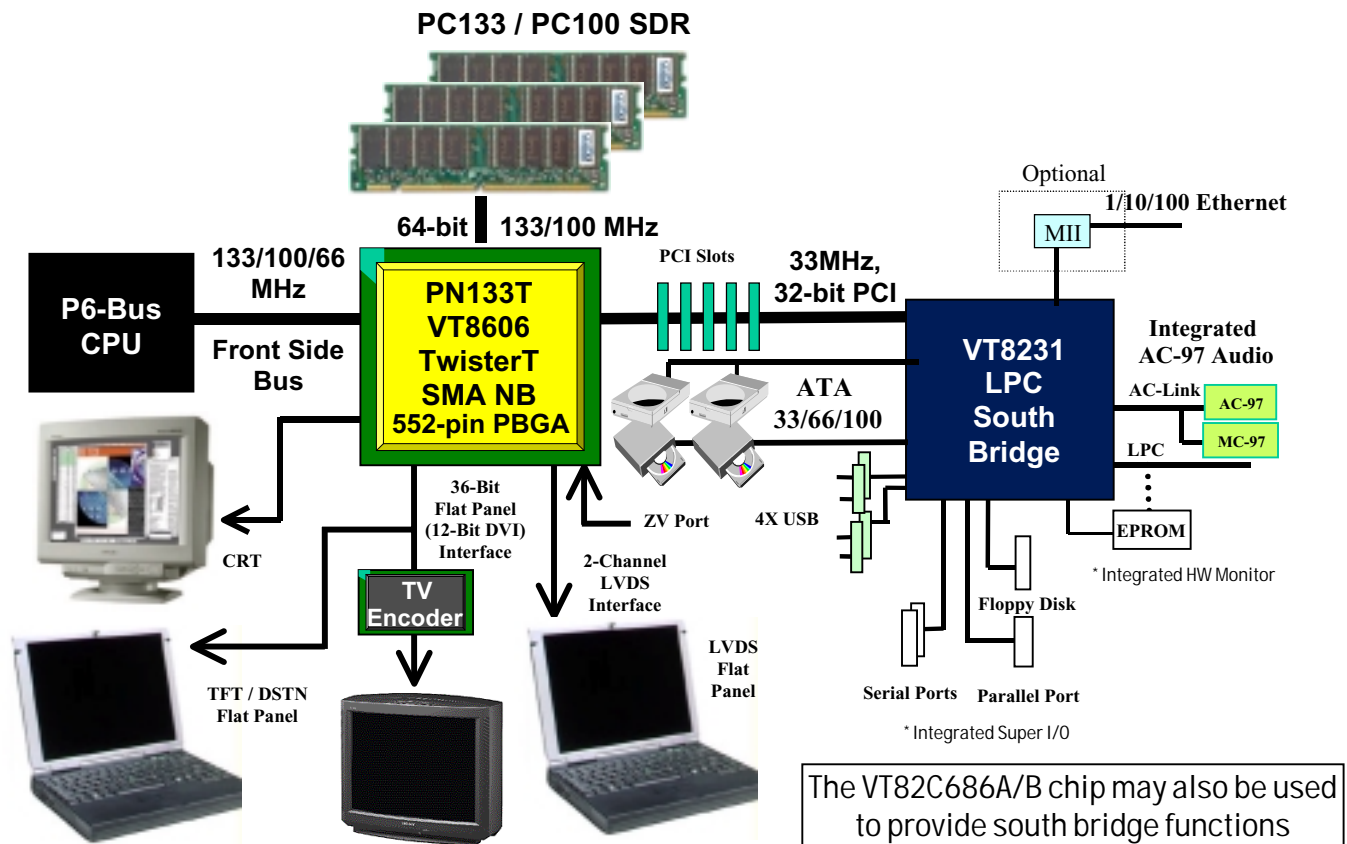 PC133 / PC100 SDR
64-bit
133/100 MHz
133/100/66
MHz
Front Side
Bus
P6-Bus
CPU
PN133T
VT8606
TwisterT
SMA NB
552-pin PBGA
PCI Slots
33MHz,
32-bit PCI
Optional
1/10/100 Ethernet
MII
VT8231
LPC
South
Bridge
Integrated
AC-97 Audio
AC-Link
AC-97
MC-97
LPC
EPROM
* Integrated HW Monitor
ATA
33/66/100
4X USB
ZV Port
CRT
36-Bit
Flat Panel
(12-Bit DVI)
Interface
2-Channel
LVDS
Interface
TV
Encoder
TFT / DSTN
Flat Panel
LVDS
Flat
Panel
Floppy Disk
Serial Ports
Parallel Port
* Integrated Super I/0
The VT82C686A/B chip may also be used
to provide south bridge functions